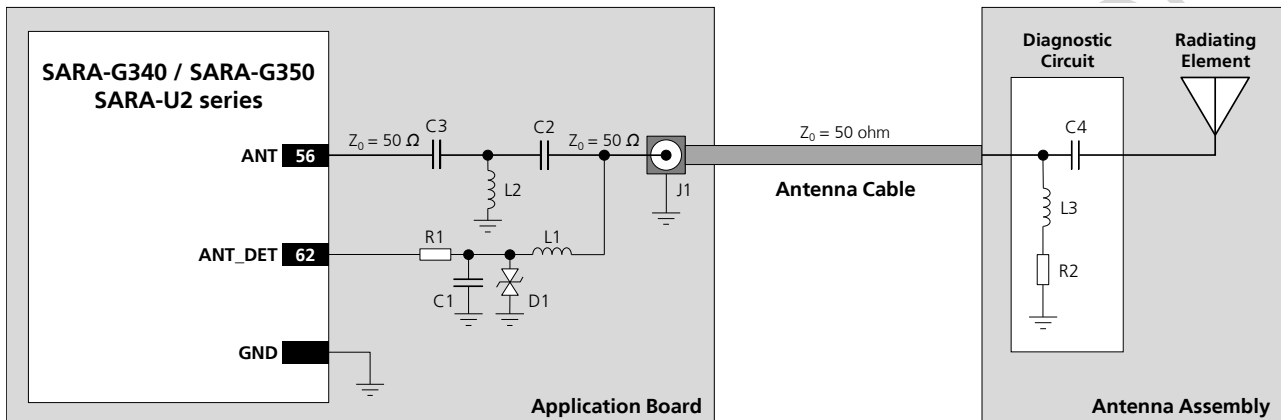 Diagnostic Circuit
Radiating Element
SARA-G340 / SARA-G350
SARA-U2 series
Z0 = 50 Ω
C3
C2
Z0 = 50 Ω
Z0 = 50 ohm
C4
ANT 56
L2
J1
Antenna Cable
L3
ANT_DET 62
R1
L1
R2
C1
D1
GND
Application Board
Antenna Assembly